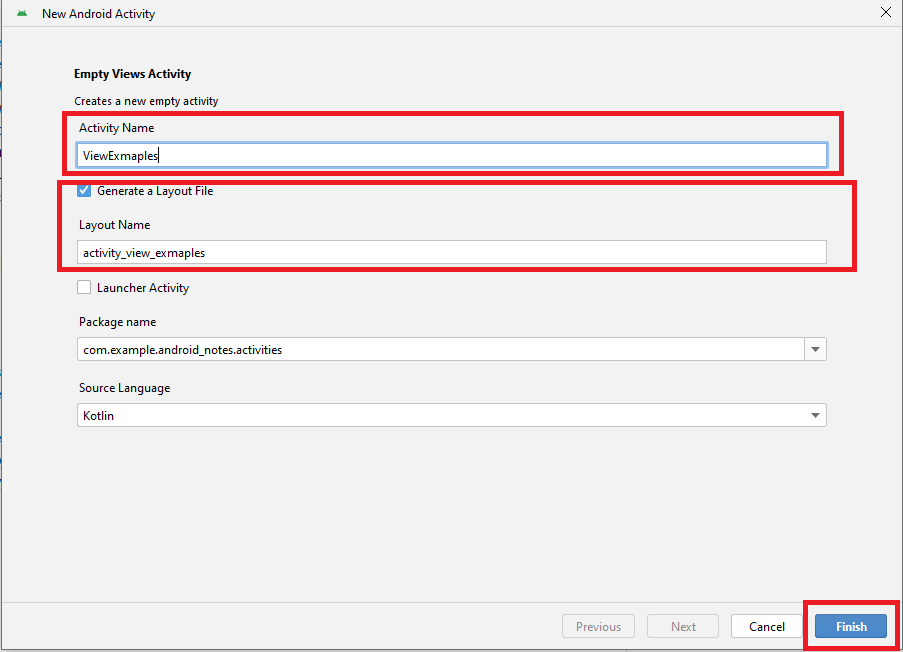 New Android Activity
Empty Views Activity
Creates a new empty activity
Activity Name
ViewExmaples
Generate a Layout File
Layout Name
activity_view_exmaples
Launcher Activity
Package name
com.example.android_notes.activities
Source Language
Kotlin
Previous Next Cancel Finish